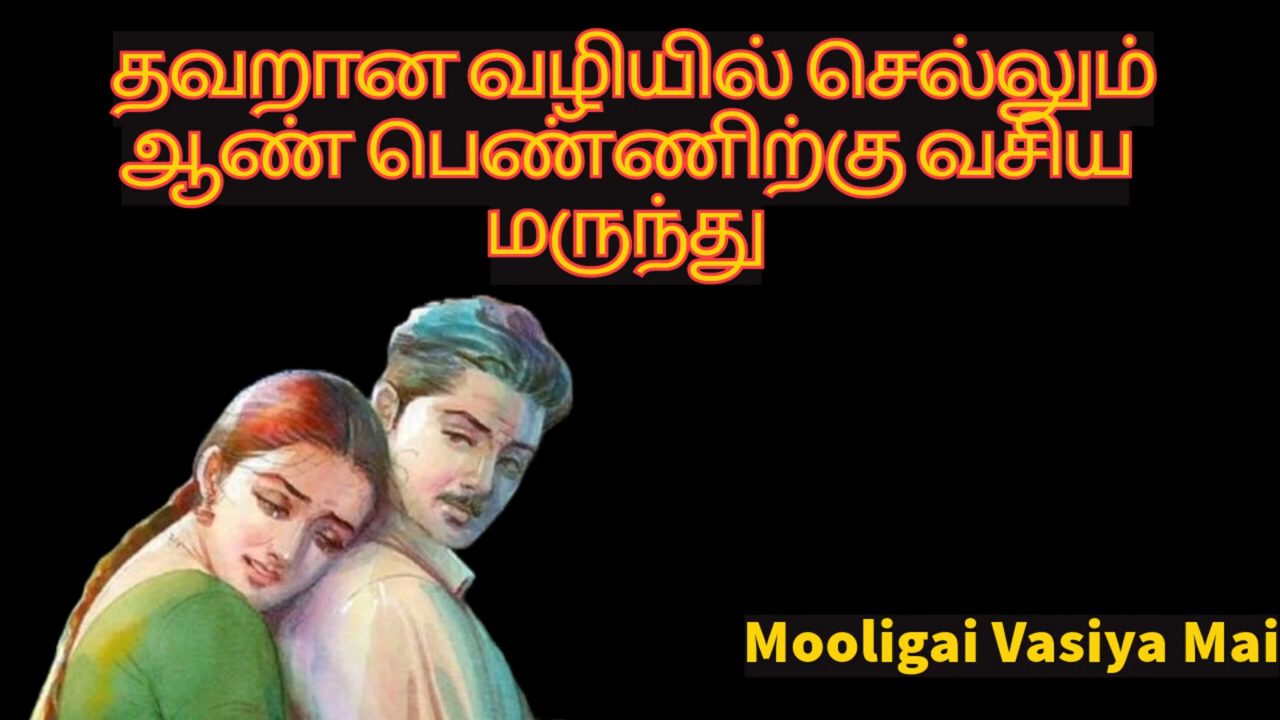 தவறான வழியில் செல்லும்
ஆண் பெண்ணிற்கு வசிய
மருந்து
Mooligai Vasiya Mai